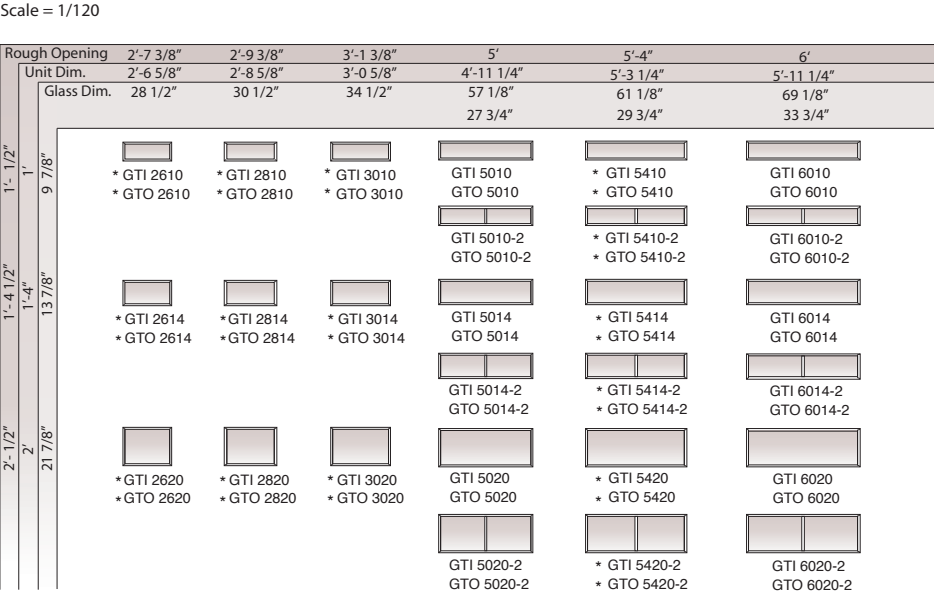 Scale = 1/120
Rough Opening 2'-7 3/8" 2'-9 3/8" 3'-1 3/8" 5' 5'-4" 6'
Unit Dim. 2'-6 5/8" 2'-8 5/8" 3'-0 5/8" 4'-11 1/4" 5'-3 1/4" 5'-11 1/4"
Glass Dim. 28 1/2" 30 1/2" 34 1/2" 57 1/8" 61 1/8" 69 1/8"
27 3/4" 29 3/4" 33 3/4"
1'- 1/2" 1' 9 7/8"
* GTI 2610 * GTI 2810 * GTI 3010 GTI 5010 * GTI 5410 GTI 6010
* GTO 2610 * GTO 2810 * GTO 3010 GTO 5010 * GTO 5410 GTO 6010
GTI 5010-2 * GTI 5410-2 GTI 6010-2
GTO 5010-2 * GTO 5410-2 GTO 6010-2
1'- 4 1/2" 1'-4" 13 7/8"
* GTI 2614 * GTI 2814 * GTI 3014 GTI 5014 * GTI 5414 GTI 6014
* GTO 2614 * GTO 2814 * GTO 3014 GTO 5014 * GTO 5414 GTO 6014
GTI 5014-2 * GTI 5414-2 GTI 6014-2
GTO 5014-2 * GTO 5414-2 GTO 6014-2
2'- 1/2" 2' 21 7/8"
* GTI 2620 * GTI 2820 * GTI 3020 GTI 5020 * GTI 5420 GTI 6020
* GTO 2620 * GTO 2820 * GTO 3020 GTO 5020 * GTO 5420 GTO 6020
GTI 5020-2 * GTI 5420-2 GTI 6020-2
GTO 5020-2 * GTO 5420-2 GTO 6020-2